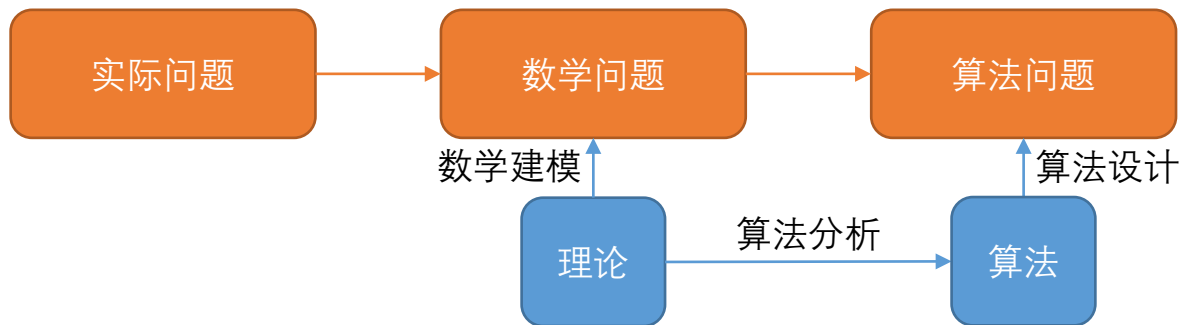 实际问题
数学问题
算法问题
数学建模
算法设计
理论
算法分析
算法